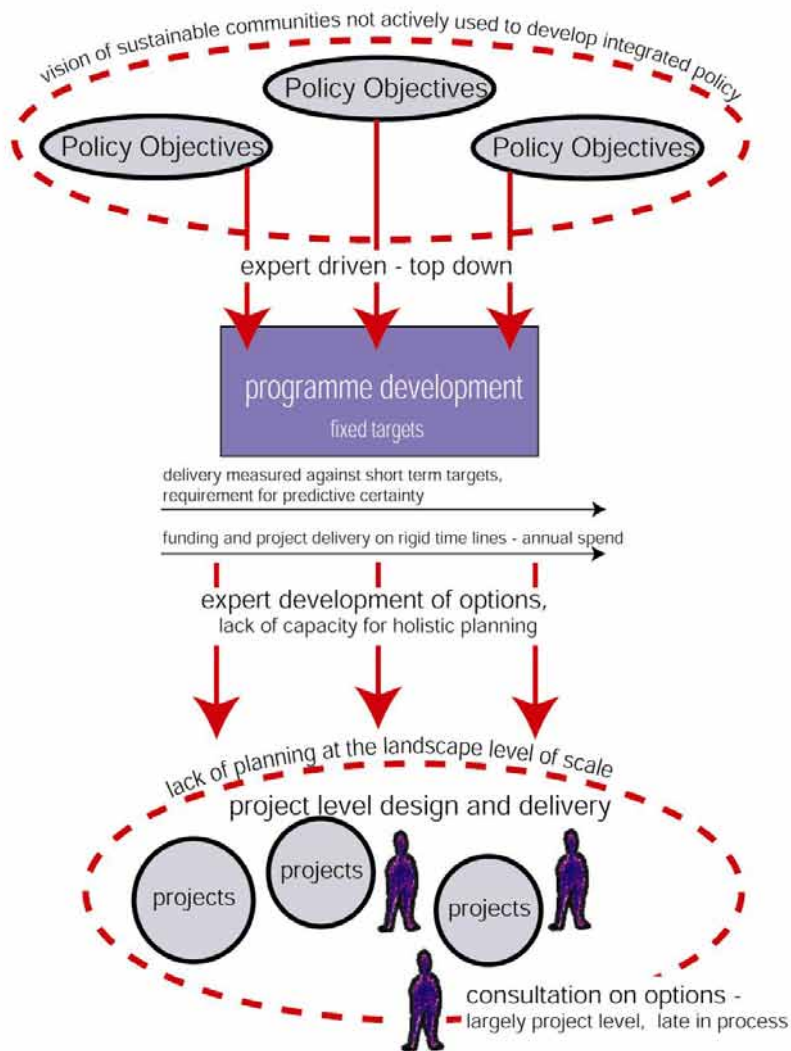 vision of sustainable communities not actively used to develop integrated policy
Policy Objectives
Policy Objectives
Policy Objectives
expert driven - top down
programme development
fixed targets
delivery measured against short term targets,
requirement for predictive certainty
funding and project delivery on rigid time lines - annual spend
expert development of options,
lack of capacity for holistic planning
lack of planning at the landscape level of scale
project level design and delivery
projects
projects
projects
consultation on options -
largely project level, late in process